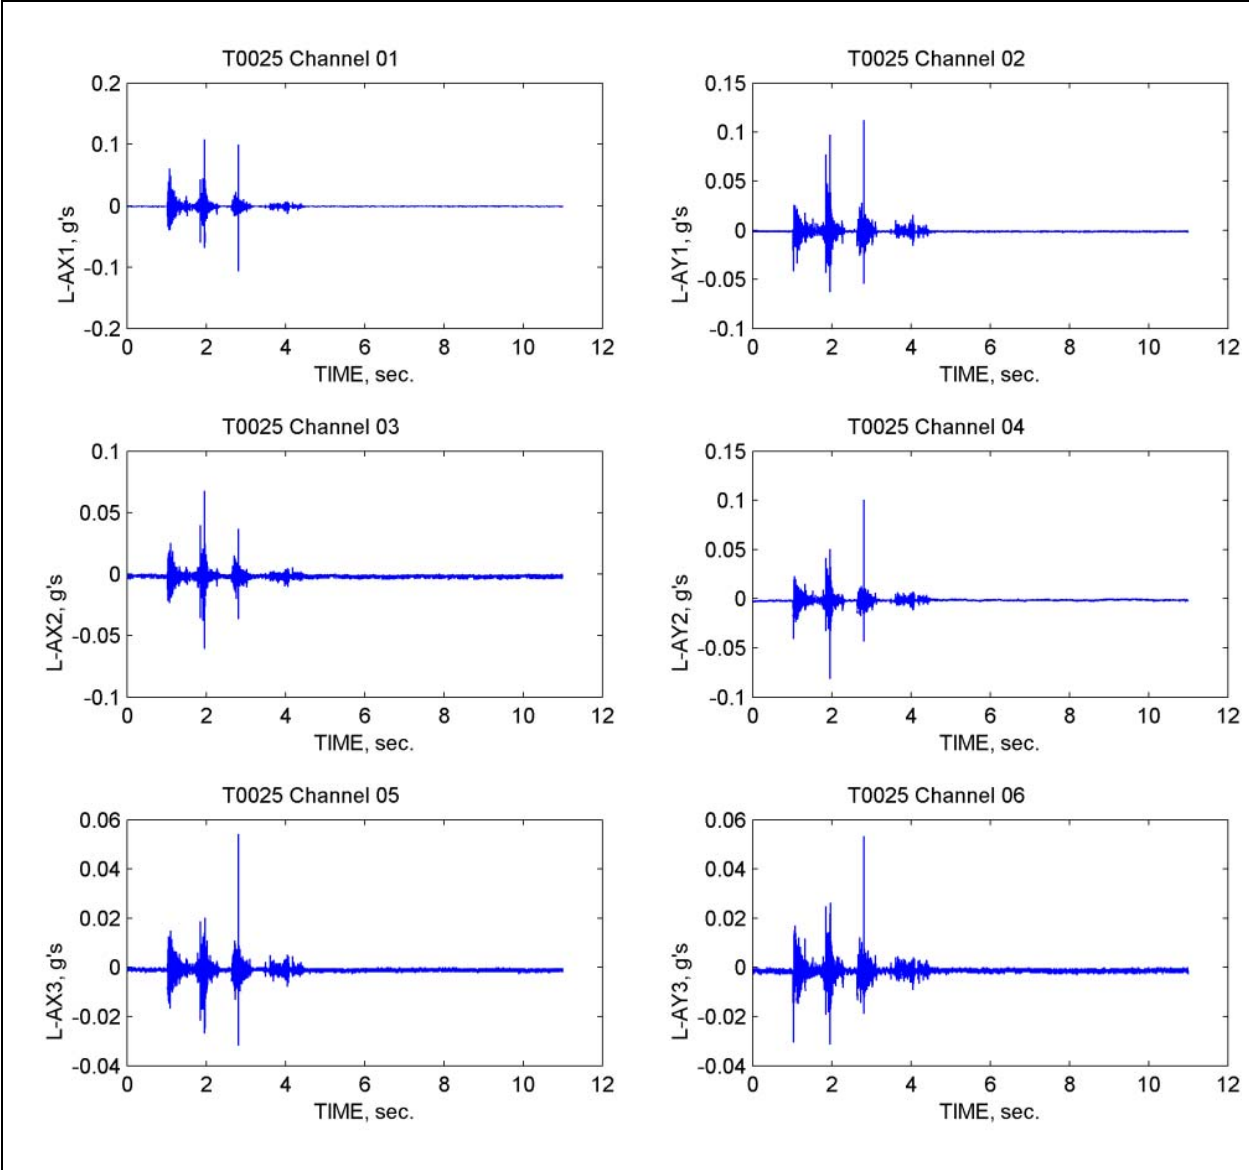 T0025 Channel 01
0.2
0.1
0
-0.1
-0.2
L-AX1, g's
0 2 4 6 8 10 12
TIME, sec.
T0025 Channel 02
0.15
0.1
0.05
0
-0.05
-0.1
L-AY1, g's
0 2 4 6 8 10 12
TIME, sec.
T0025 Channel 03
0.1
0.05
0
-0.05
-0.1
L-AX2, g's
0 2 4 6 8 10 12
TIME, sec.
T0025 Channel 04
0.15
0.1
0.05
0
-0.05
-0.1
L-AY2, g's
0 2 4 6 8 10 12
TIME, sec.
T0025 Channel 05
0.06
0.04
0.02
0
-0.02
-0.04
L-AX3, g's
0 2 4 6 8 10 12
TIME, sec.
T0025 Channel 06
0.06
0.04
0.02
0
-0.02
-0.04
L-AY3, g's
0 2 4 6 8 10 12
TIME, sec.